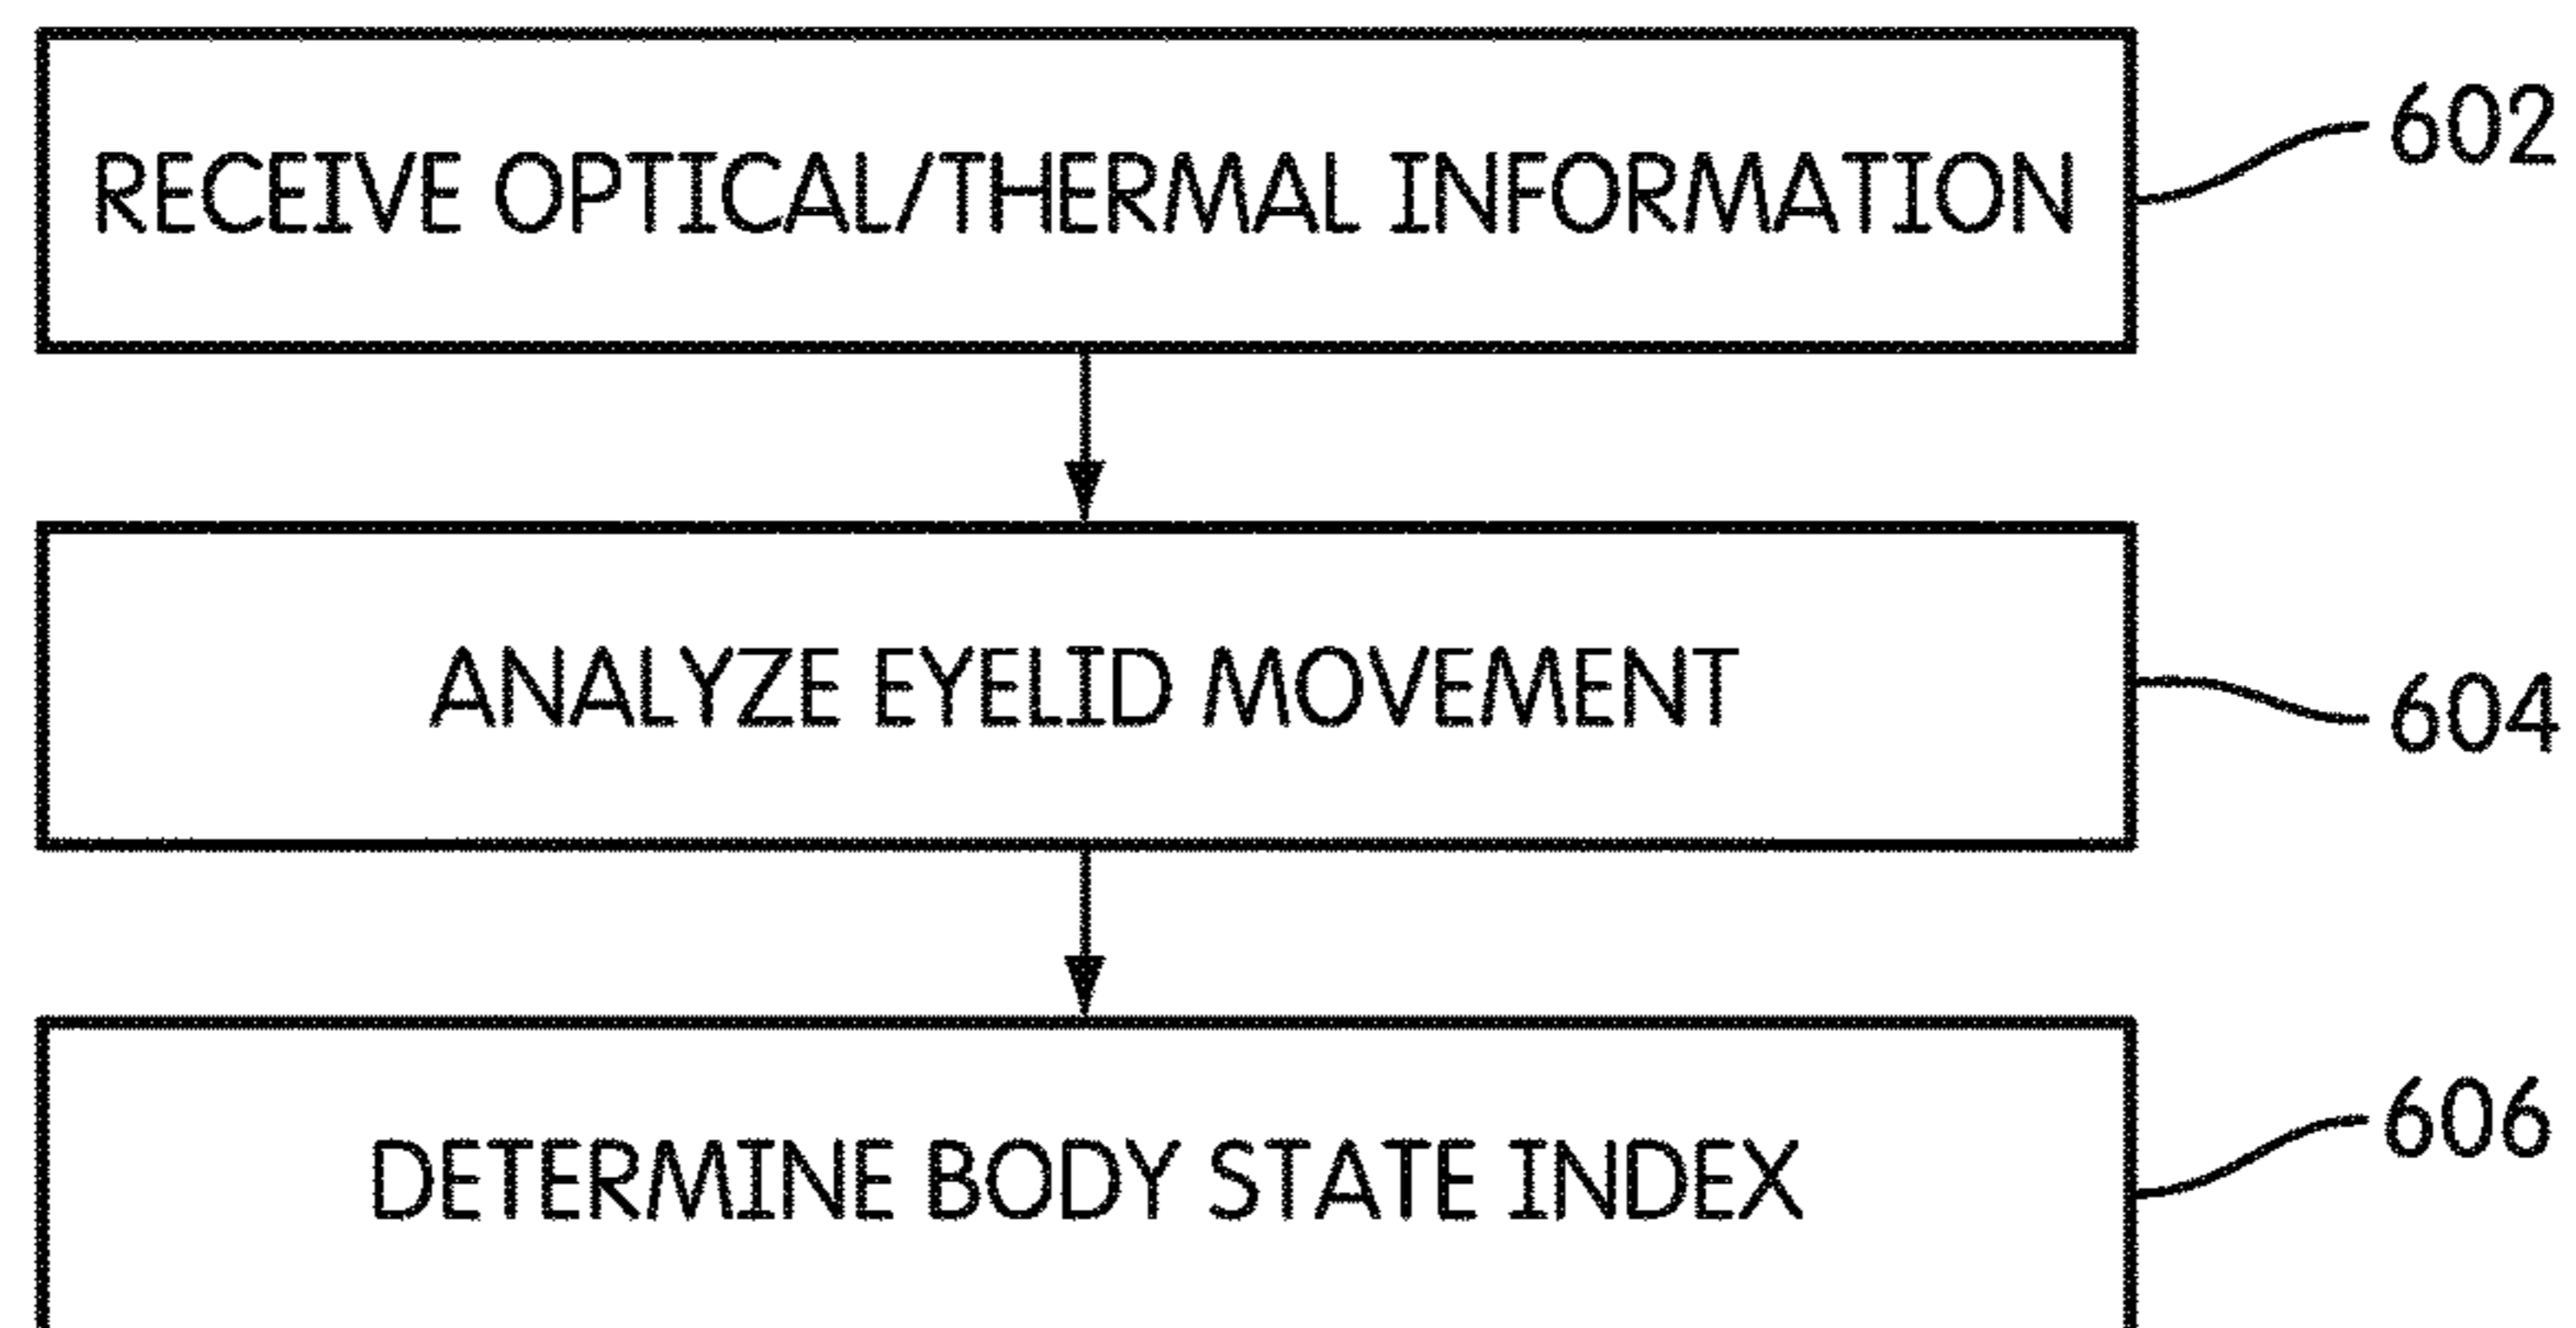 RECEIVE OPTICAL/THERMAL INFORMATION
602
ANALYZE EYELID MOVEMENT
604
DETERMINE BODY STATE INDEX
606